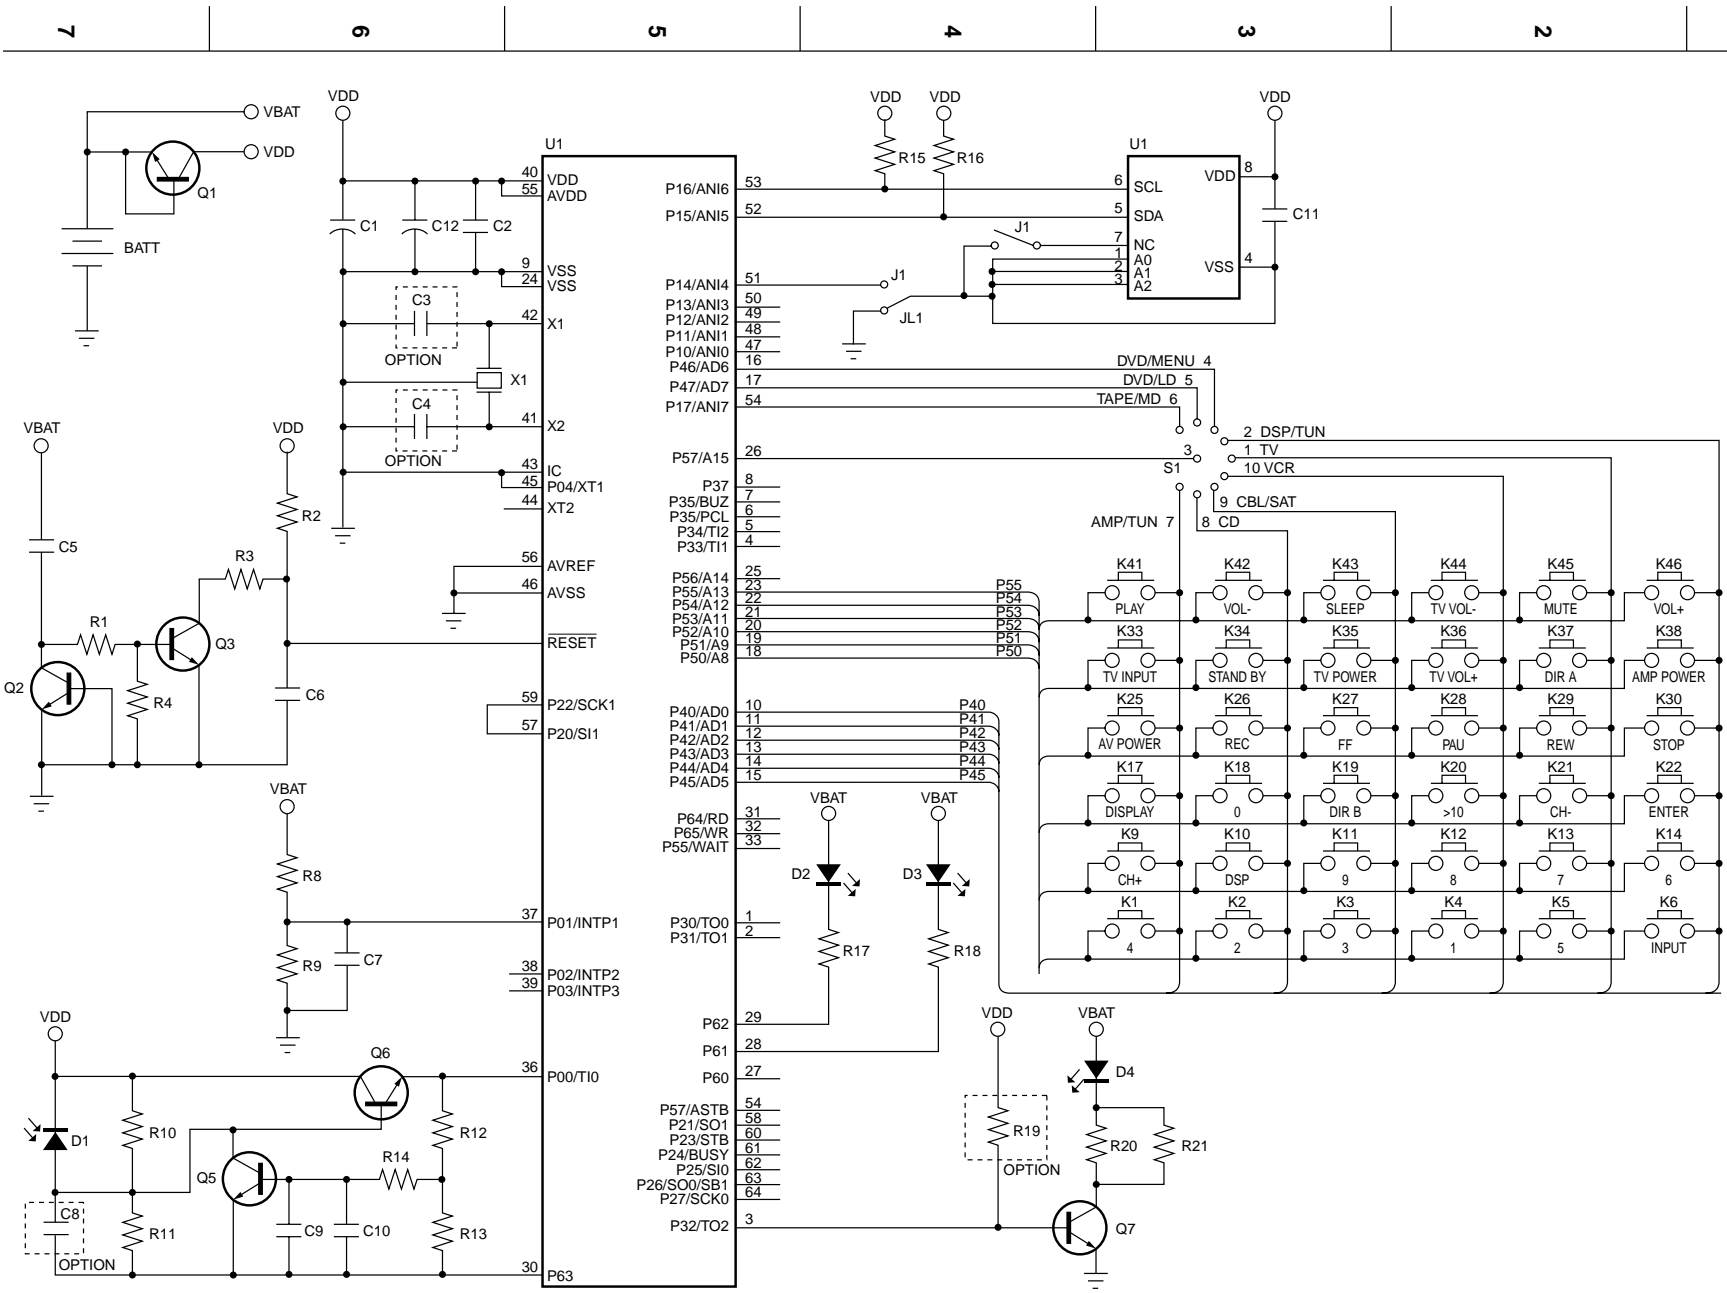 7 6 5 4 3 2
VBAT
VDD
Q1
BATT
VDD
C1 C12 C2
C3
OPTION
X1
C4
OPTION
U1
40 VDD
55 AVDD
9 VSS
24 VSS
42 X1
41 X2
43 IC
45 P04/XT1
44 XT2
56 AVREF
46 AVSS
RESET
59 P22/SCK1
57 P20/SI1
37 P01/INTP1
38 P02/INTP2
39 P03/INTP3
36 P00/TI0
30 P63
P16/ANI6 53
P15/ANI5 52
P14/ANI4 51
P13/ANI3 50
P12/ANI2 49
P11/ANI1 48
P10/ANI0 47
P46/AD6 16
P47/AD7 17
P17/ANI7 54
P57/A15 26
P37 8
P35/BUZ 7
P35/PCL 6
P34/TI2 5
P33/TI1 4
P56/A14 25
P55/A13 23 P55
P54/A12 22 P54
P53/A11 21 P53
P52/A10 20 P52
P51/A9 19 P51
P50/A8 18 P50
P40/AD0 10 P40
P41/AD1 11 P41
P42/AD2 12 P42
P43/AD3 13 P43
P44/AD4 14 P44
P45/AD5 15 P45
P64/RD 31
P65/WR 32
P55/WAIT 33
P30/TO0 1
P31/TO1 2
P62 29
P61 28
P60 27
P57/ASTB 54
P21/SO1 58
P23/STB 60
P24/BUSY 61
P25/SI0 62
P26/SO0/SB1 63
P27/SCK0 64
P32/TO2 3
VBAT
C5
R1
Q2
R4
Q3
R3
VDD
R2
C6
VBAT
R8
R9
C7
VDD
D1
C8
OPTION
R10
R11
Q6
Q5
C9 C10
R14
R12
R13
VDD VDD
R15 R16
U1
6 SCL
5 SDA
7 NC
1 A0
2 A1
3 A2
VDD 8
VSS 4
VDD
C11
J1
J1
JL1
DVD/MENU 4
DVD/LD 5
TAPE/MD 6
2 DSP/TUN
3
1 TV
S1
10 VCR
9 CBL/SAT
AMP/TUN 7
8 CD
K41 K42 K43 K44 K45 K46
PLAY VOL- SLEEP TV VOL- MUTE VOL+
K33 K34 K35 K36 K37 K38
TV INPUT STAND BY TV POWER TV VOL+ DIR A AMP POWER
K25 K26 K27 K28 K29 K30
AV POWER REC FF PAU REW STOP
K17 K18 K19 K20 K21 K22
DISPLAY 0 DIR B >10 CH- ENTER
K9 K10 K11 K12 K13 K14
CH+ DSP 9 8 7 6
K1 K2 K3 K4 K5 K6
4 2 3 1 5 INPUT
VBAT VBAT
D2 D3
R17 R18
VDD
R19
OPTION
VBAT
D4
R20 R21
Q7